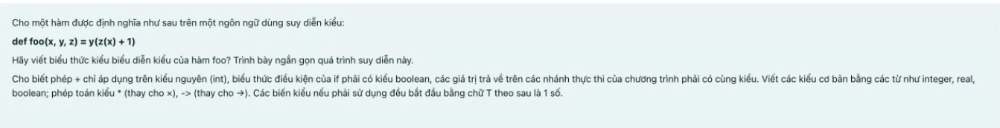 Cho một hàm được định nghĩa như sau trên một ngôn ngữ dùng suy diễn kiểu:
def foo(x, y, z) = y(z(x) + 1)
Hãy viết biểu thức kiểu biểu diễn kiểu của hàm foo? Trình bày ngắn gọn quá trình suy diễn này.
Cho biết phép + chỉ áp dụng trên kiểu nguyên (int), biểu thức điều kiện của if phải có kiểu boolean, các giá trị trả về trên các nhánh thực thi của chương trình phải có cùng kiểu. Viết các kiểu cơ bản bằng các từ như integer, real,
boolean; phép toán kiểu * (thay cho ×), -> (thay cho →). Các biến kiểu nếu phải sử dụng đều bắt đầu bằng chữ T theo sau là 1 số.